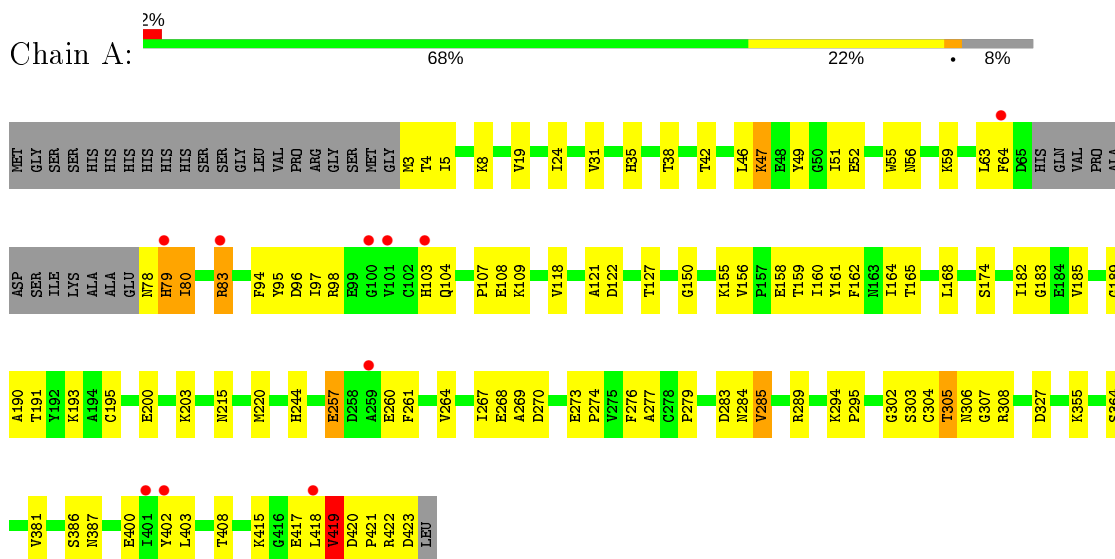 2%
Chain A:
68% 22% • 8%
MET GLY SER SER HIS HIS HIS HIS HIS HIS SER SER GLY LEU VAL PRO ARG GLY SER MET GLY M3 T4 I5 K8 V19 I24 V31 H35 T38 T42 L46 K47 E48 Y49 G50 I51 E52 W55 N56 K59 L63 F64 D65 HIS GLN VAL PRO ALA
ASP SER ILE LYS ALA ALA GLU N78 H79 I80 R83 F94 Y95 D96 I97 R98 E99 G100 V101 C102 H103 Q104 P107 E108 K109 V118 A121 D122 T127 G150 K155 V156 P157 E158 T159 I160 Y161 F162 N163 I164 T165 L168 S174 I182 G183 E184 V185 G189
A190 T191 Y192 K193 A194 C195 E200 K203 N215 M220 H244 E257 D258 A259 E260 F261 V264 I267 E268 A269 D270 E273 P274 V275 F276 A277 C278 P279 D283 N284 V285 R289 K294 P295 G302 S303 C304 T305 N306 G307 R308 D327 K355 S364
V381 S386 N387 E400 I401 Y402 L403 T408 K415 G416 E417 L418 V419 D420 P421 R422 D423 LEU